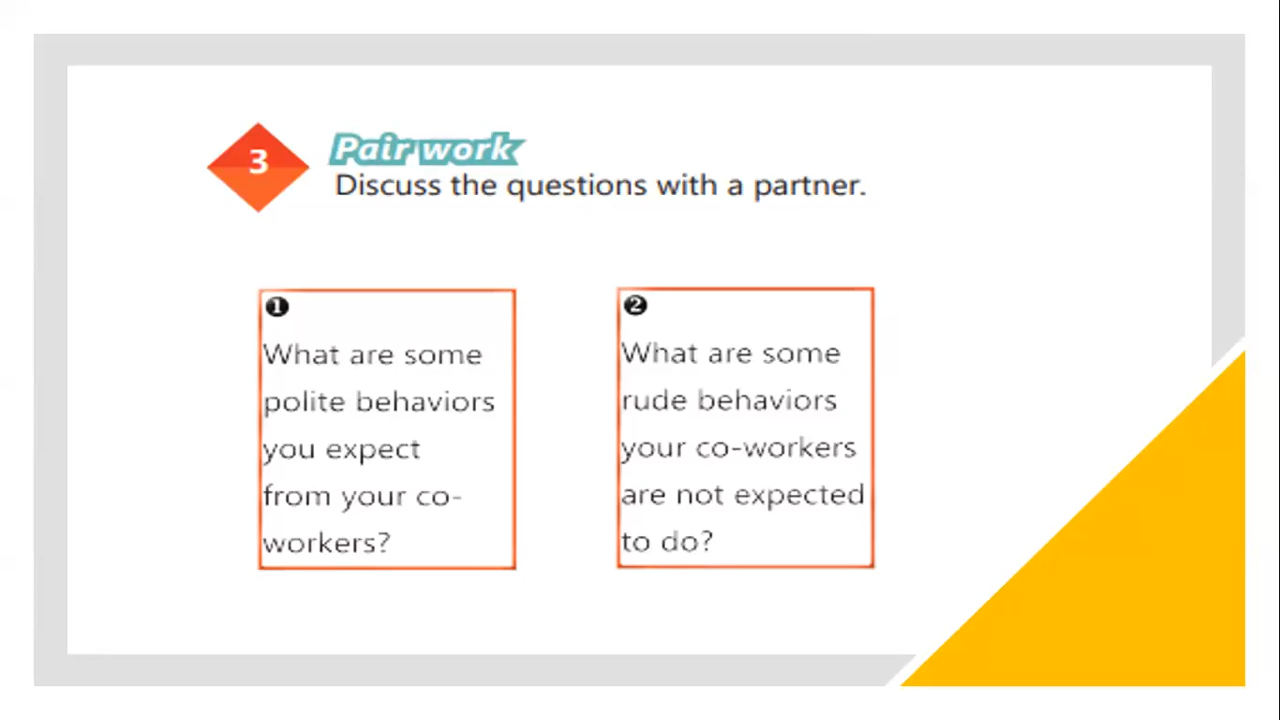 3
Pair work
Discuss the questions with a partner.
❶
What are some
polite behaviors
you expect
from your co-
workers?
❷
What are some
rude behaviors
your co-workers
are not expected
to do?